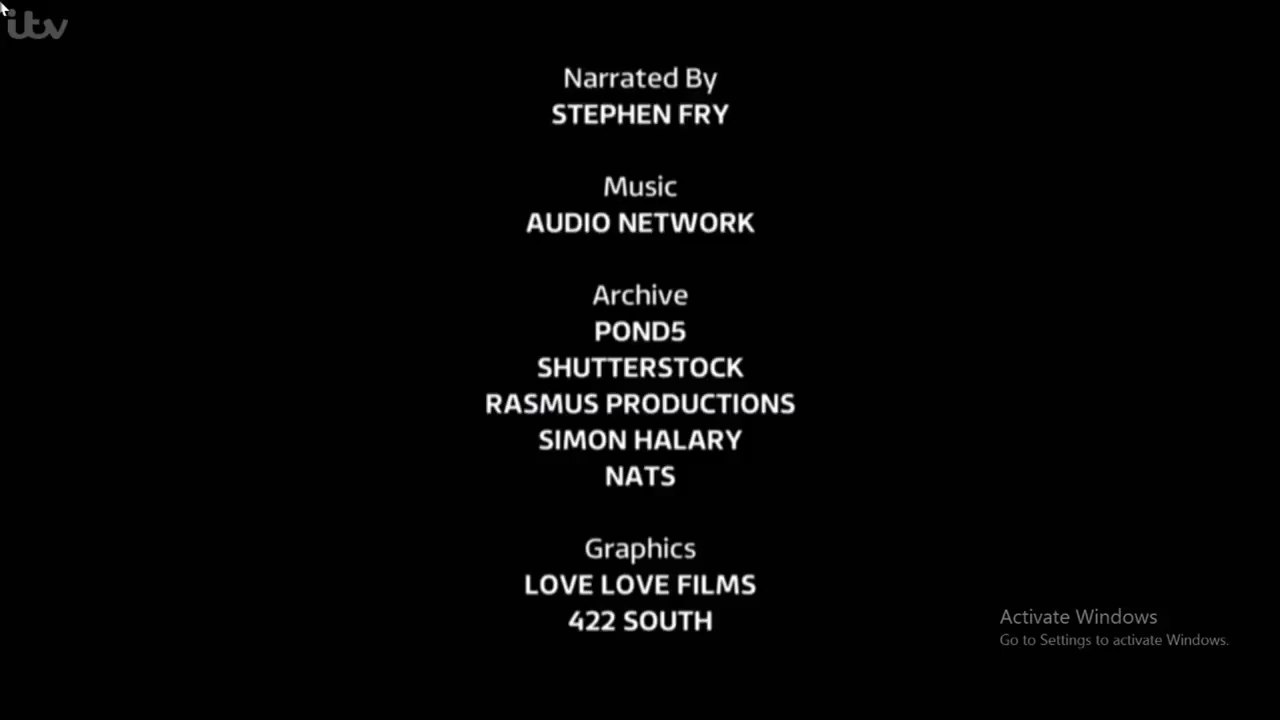 itv
Narrated By
STEPHEN FRY
Music
AUDIO NETWORK
Archive
POND5
SHUTTERSTOCK
RASMUS PRODUCTIONS
SIMON HALARY
NATS
Graphics
LOVE LOVE FILMS
422 SOUTH
Activate Windows
Go to Settings to activate Windows.